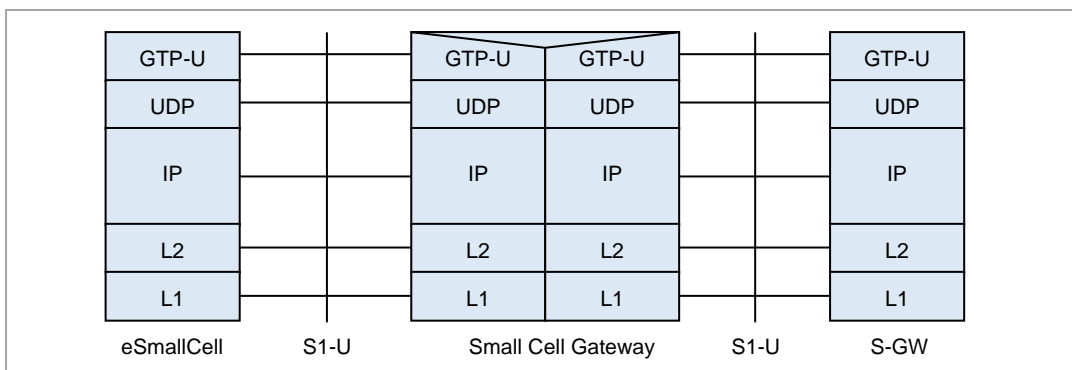 GTP-U GTP-U GTP-U GTP-U
UDP UDP UDP UDP
IP IP IP IP
L2 L2 L2 L2
L1 L1 L1 L1
eSmallCell S1-U Small Cell Gateway S1-U S-GW